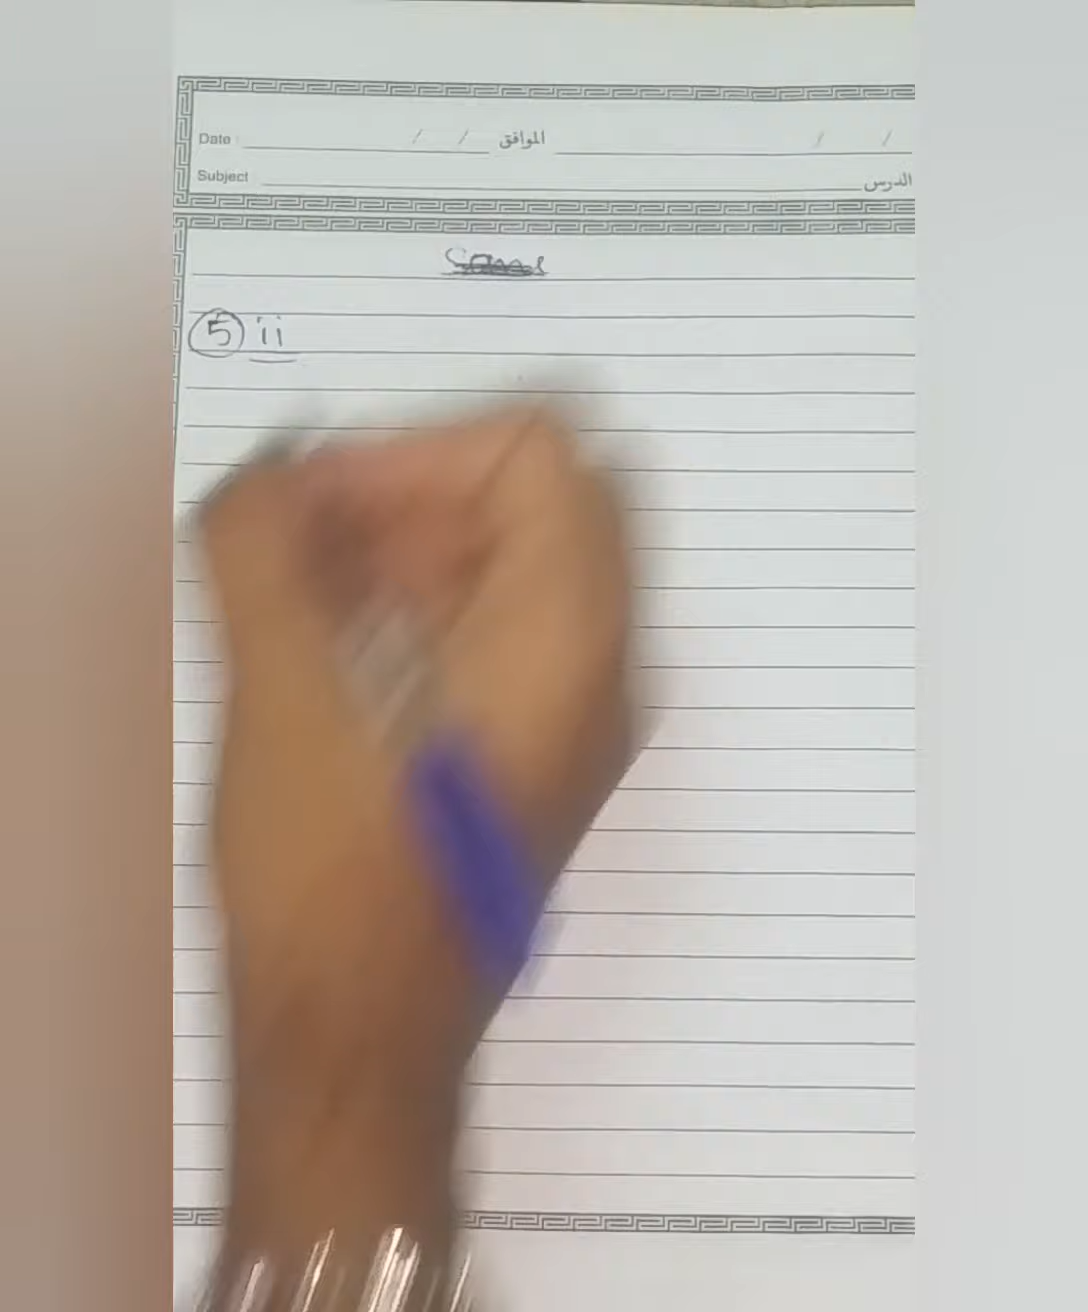 Date : / / الموافق / /
Subject : الدرس
5 ii